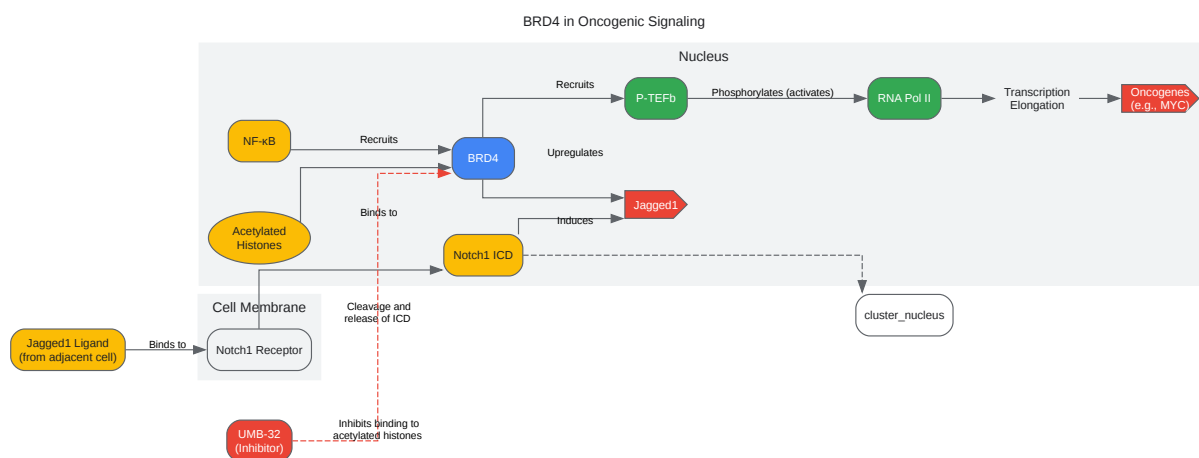 BRD4 in Oncogenic Signaling
Nucleus
Recruits
P-TEFb
Phosphorylates (activates)
RNA Pol II
Transcription
Elongation
Oncogenes
(e.g., MYC)
NF-κB
Recruits
BRD4
Upregulates
Jagged1
Binds to
Induces
Acetylated
Histones
Notch1 ICD
Cell Membrane
Cleavage and
release of ICD
cluster_nucleus
Jagged1 Ligand
(from adjacent cell)
Binds to
Notch1 Receptor
UMB-32
(Inhibitor)
Inhibits binding to
acetylated histones